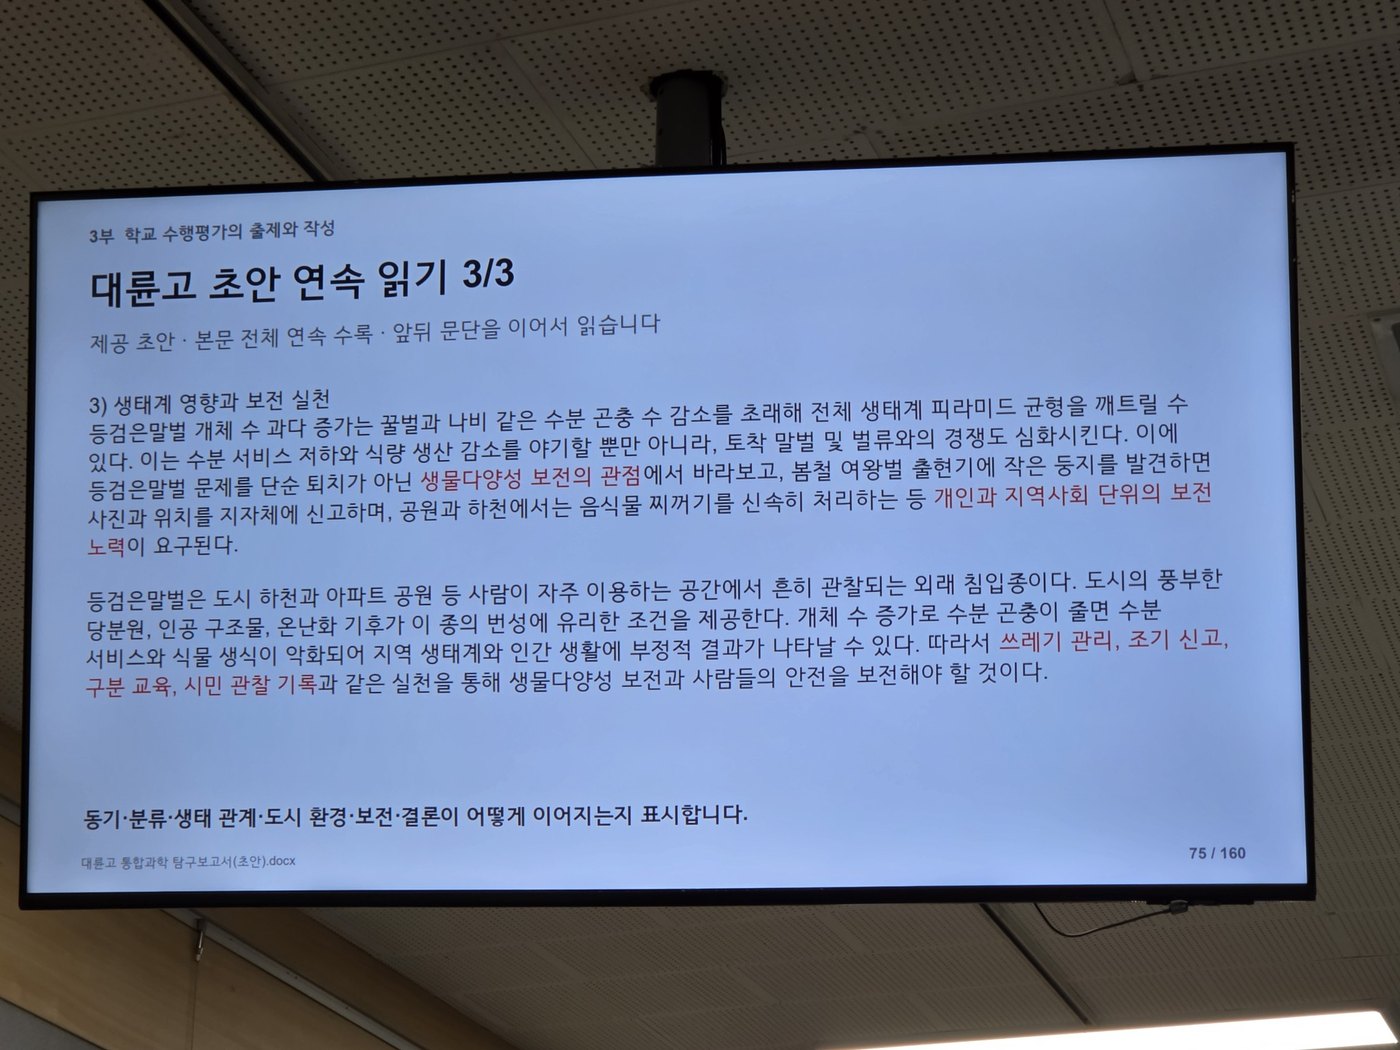 3부 학교 수행평가의 출제와 작성
대륜고 초안 연속 읽기 3/3
제공 초안 · 본문 전체 연속 수록 · 앞뒤 문단을 이어서 읽습니다
3) 생태계 영향과 보전 실천
등검은말벌 개체 수 과다 증가는 꿀벌과 나비 같은 수분 곤충 수 감소를 초래해 전체 생태계 피라미드 균형을 깨트릴 수
있다. 이는 수분 서비스 저하와 식량 생산 감소를 야기할 뿐만 아니라, 토착 말벌 및 벌류와의 경쟁도 심화시킨다. 이에
등검은말벌 문제를 단순 퇴치가 아닌 생물다양성 보전의 관점에서 바라보고, 봄철 여왕벌 출현기에 작은 둥지를 발견하면
사진과 위치를 지자체에 신고하며, 공원과 하천에서는 음식물 찌꺼기를 신속히 처리하는 등 개인과 지역사회 단위의 보전
노력이 요구된다.
등검은말벌은 도시 하천과 아파트 공원 등 사람이 자주 이용하는 공간에서 흔히 관찰되는 외래 침입종이다. 도시의 풍부한
당분원, 인공 구조물, 온난화 기후가 이 종의 번성에 유리한 조건을 제공한다. 개체 수 증가로 수분 곤충이 줄면 수분
서비스와 식물 생식이 악화되어 지역 생태계와 인간 생활에 부정적 결과가 나타날 수 있다. 따라서 쓰레기 관리, 조기 신고,
구분 교육, 시민 관찰 기록과 같은 실천을 통해 생물다양성 보전과 사람들의 안전을 보전해야 할 것이다.
동기·분류·생태 관계·도시 환경·보전·결론이 어떻게 이어지는지 표시합니다.
대륜고 통합과학 탐구보고서(초안).docx
75 / 160